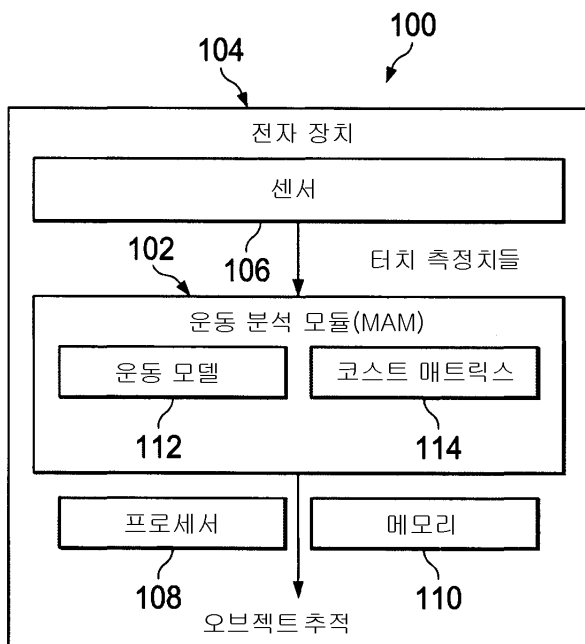 100
104
전자 장치
센서
106
터치 측정치들
102
운동 분석 모듈(MAM)
운동 모델
코스트 매트릭스
112
114
프로세서
메모리
108
110
오브젝트 추적